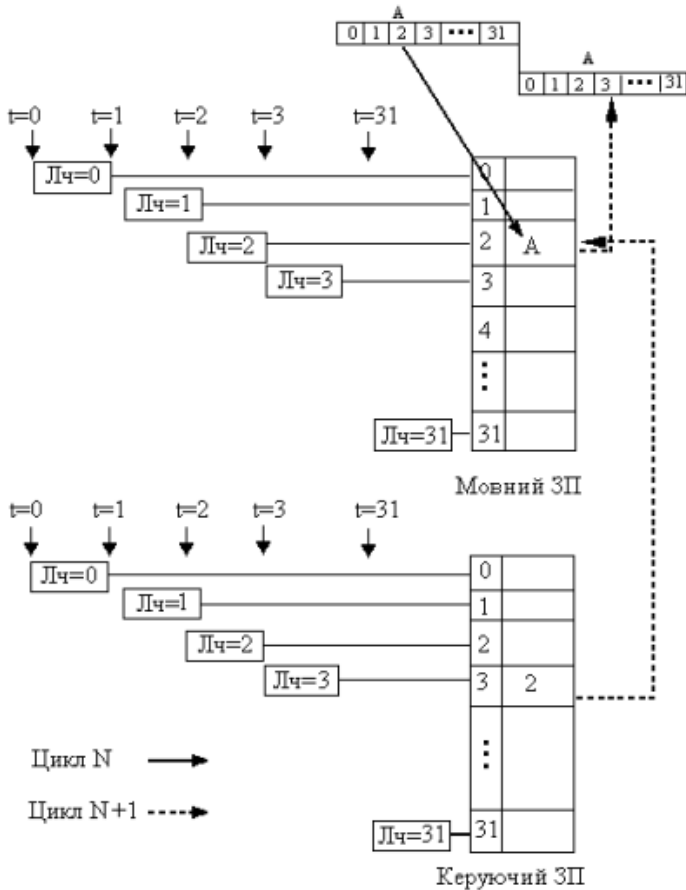 А
0 1 2 3 ... 31
А
0 1 2 3 ... 31
t=0 t=1 t=2 t=3 t=31
Лч=0
0
Лч=1
1
Лч=2
2 А
Лч=3
3
4
⋮
Лч=31
31
Мовний ЗП
t=0 t=1 t=2 t=3 t=31
Лч=0
0
Лч=1
1
Лч=2
2
Лч=3
3 2
⋮
Цикл N
Цикл N+1
Лч=31
31
Керуючий ЗП